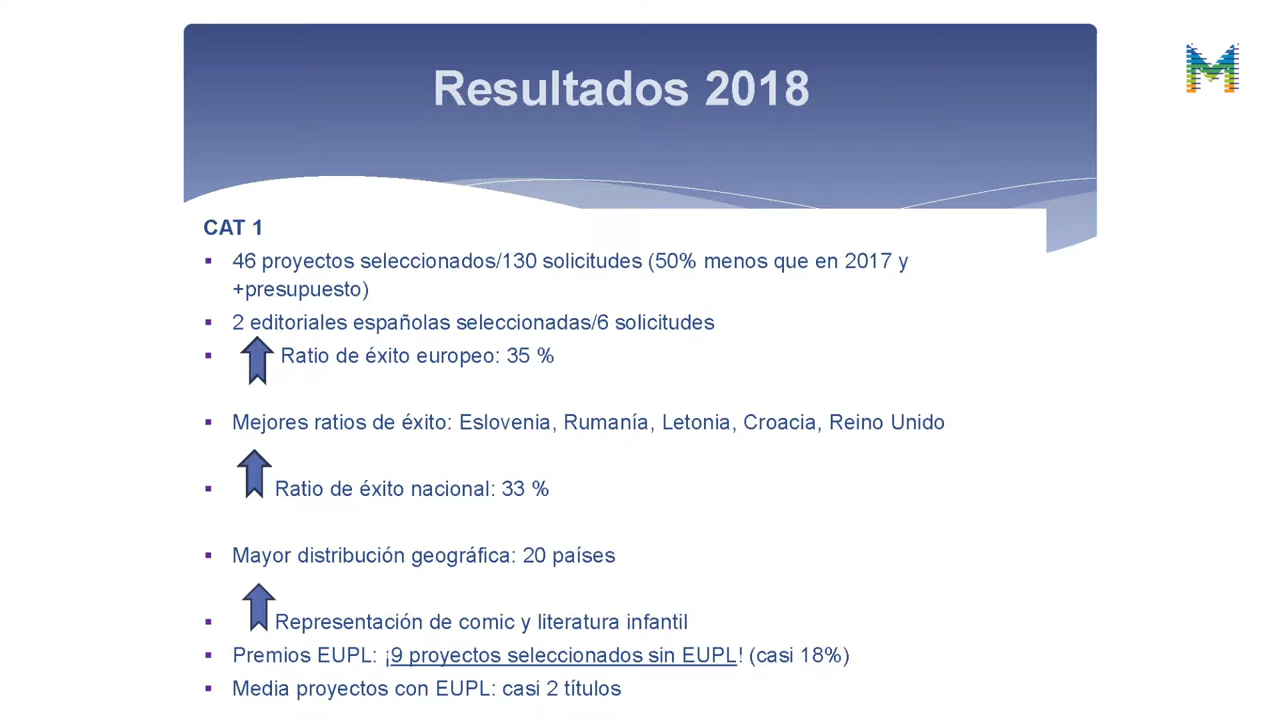 Resultados 2018
M
CAT 1
▪ 46 proyectos seleccionados/130 solicitudes (50% menos que en 2017 y
+presupuesto)
▪ 2 editoriales españolas seleccionadas/6 solicitudes
▪ Ratio de éxito europeo: 35 %
▪ Mejores ratios de éxito: Eslovenia, Rumanía, Letonia, Croacia, Reino Unido
▪ Ratio de éxito nacional: 33 %
▪ Mayor distribución geográfica: 20 países
▪ Representación de comic y literatura infantil
▪ Premios EUPL: ¡9 proyectos seleccionados sin EUPL! (casi 18%)
▪ Media proyectos con EUPL: casi 2 títulos